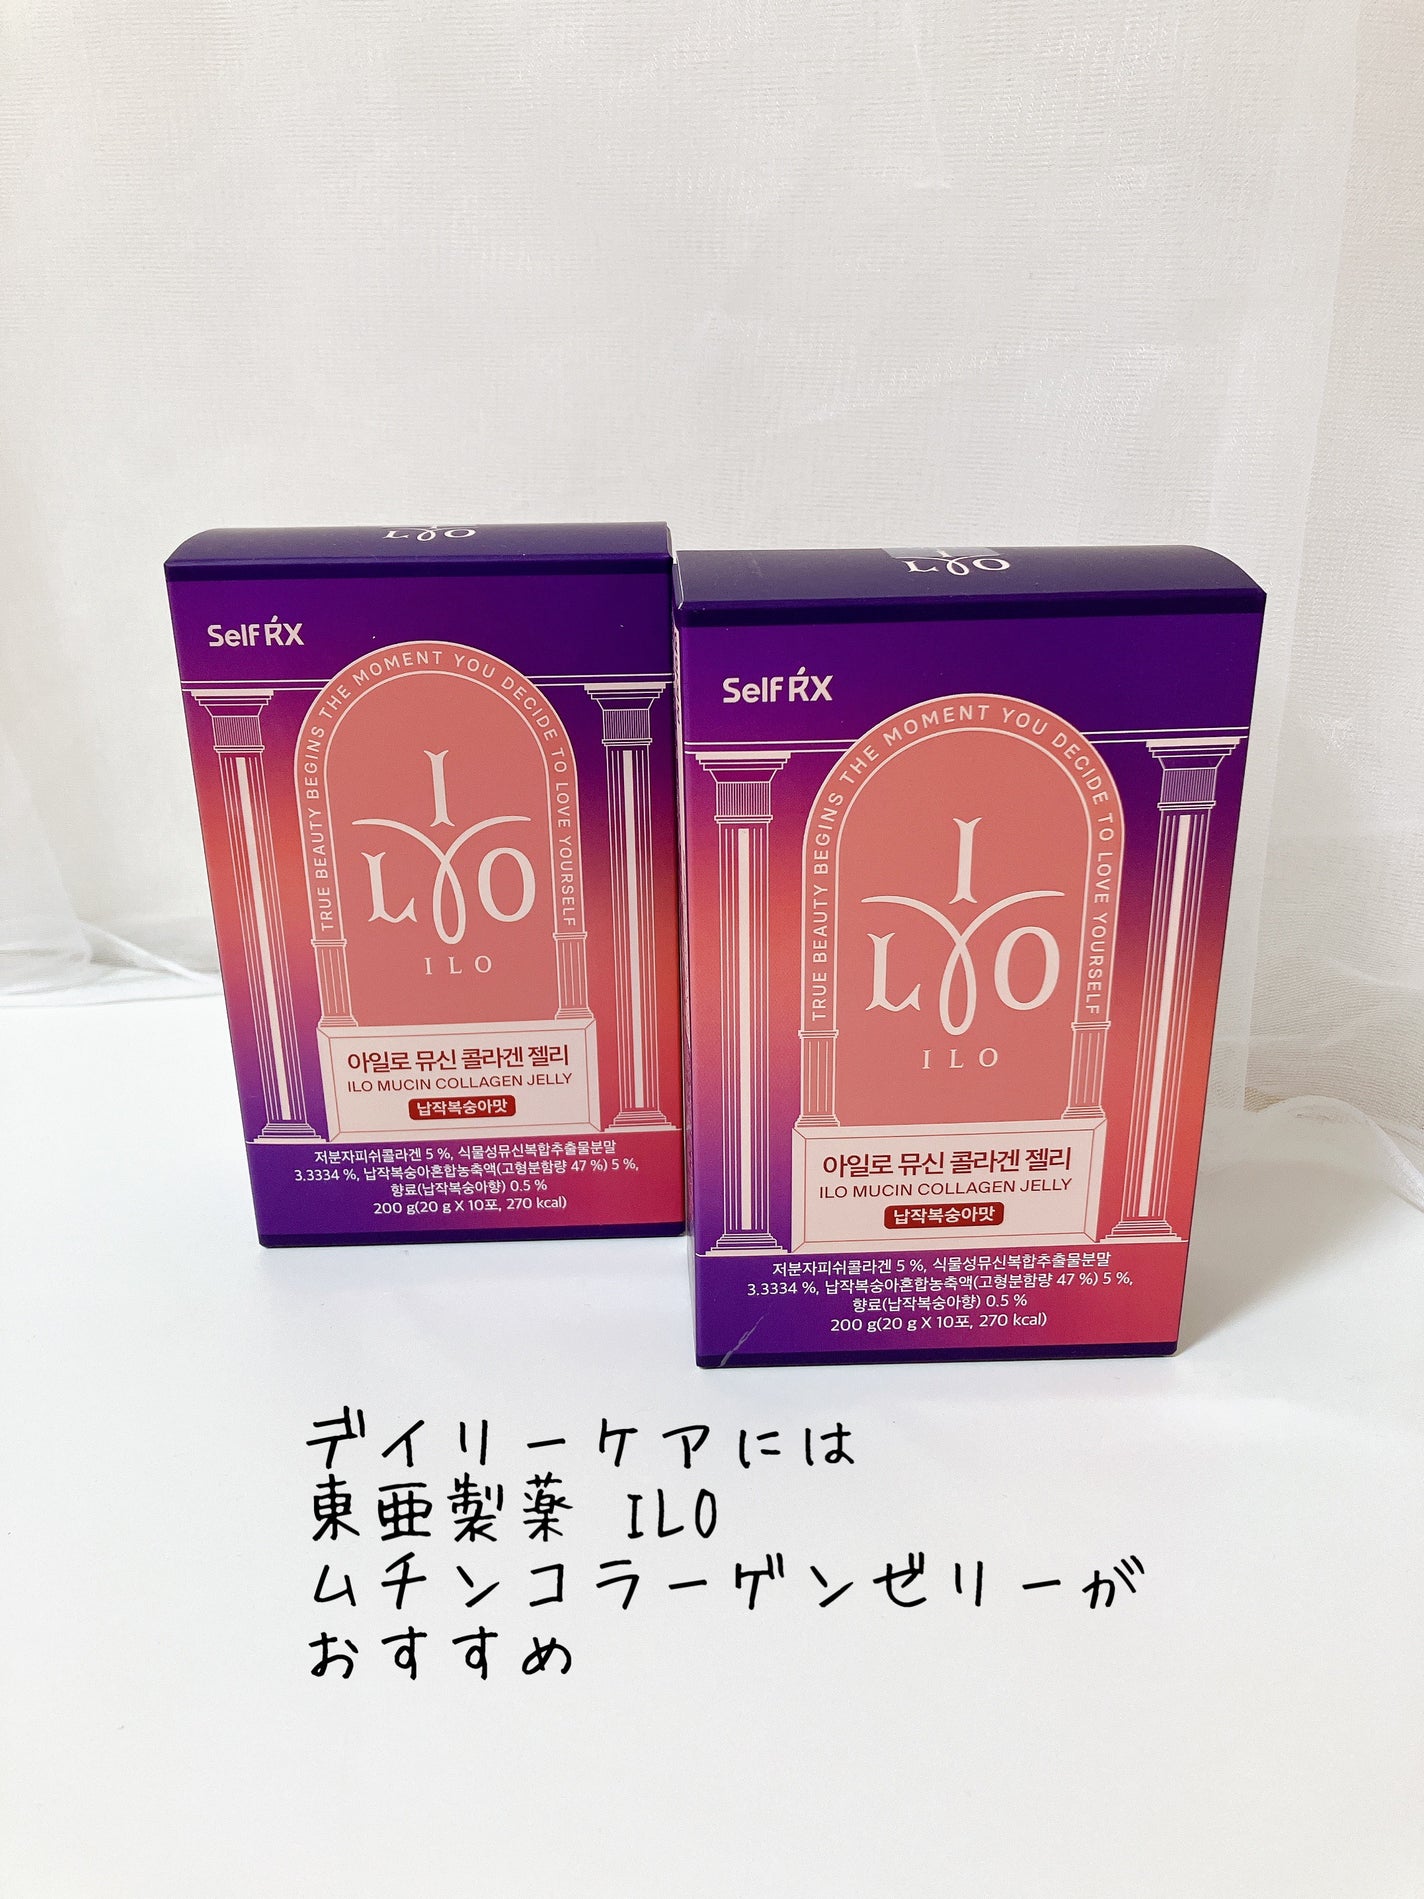 ILO
Self RX
TRUE BEAUTY BEGINS THE MOMENT YOU DECIDE TO LOVE YOURSELF
ILO
ILO
아일로 뮤신 콜라겐 젤리
ILO MUCIN COLLAGEN JELLY
납작복숭아맛
저분자피쉬콜라겐 5 %, 식물성뮤신복합추출물분말
3.3334 %, 납작복숭아혼합농축액(고형분함량 47 %) 5 %,
향료(납작복숭아향) 0.5 %
200 g(20 g X 10포, 270 kcal)
ILO
Self RX
TRUE BEAUTY BEGINS THE MOMENT YOU DECIDE TO LOVE YOURSELF
ILO
ILO
아일로 뮤신 콜라겐 젤리
ILO MUCIN COLLAGEN JELLY
납작복숭아맛
저분자피쉬콜라겐 5 %, 식물성뮤신복합추출물분말
3.3334 %, 납작복숭아혼합농축액(고형분함량 47 %) 5 %,
향료(납작복숭아향) 0.5 %
200 g(20 g X 10포, 270 kcal)
デイリーケアには
東亜製薬 ILO
ムチンコラーゲンゼリーが
おすすめ